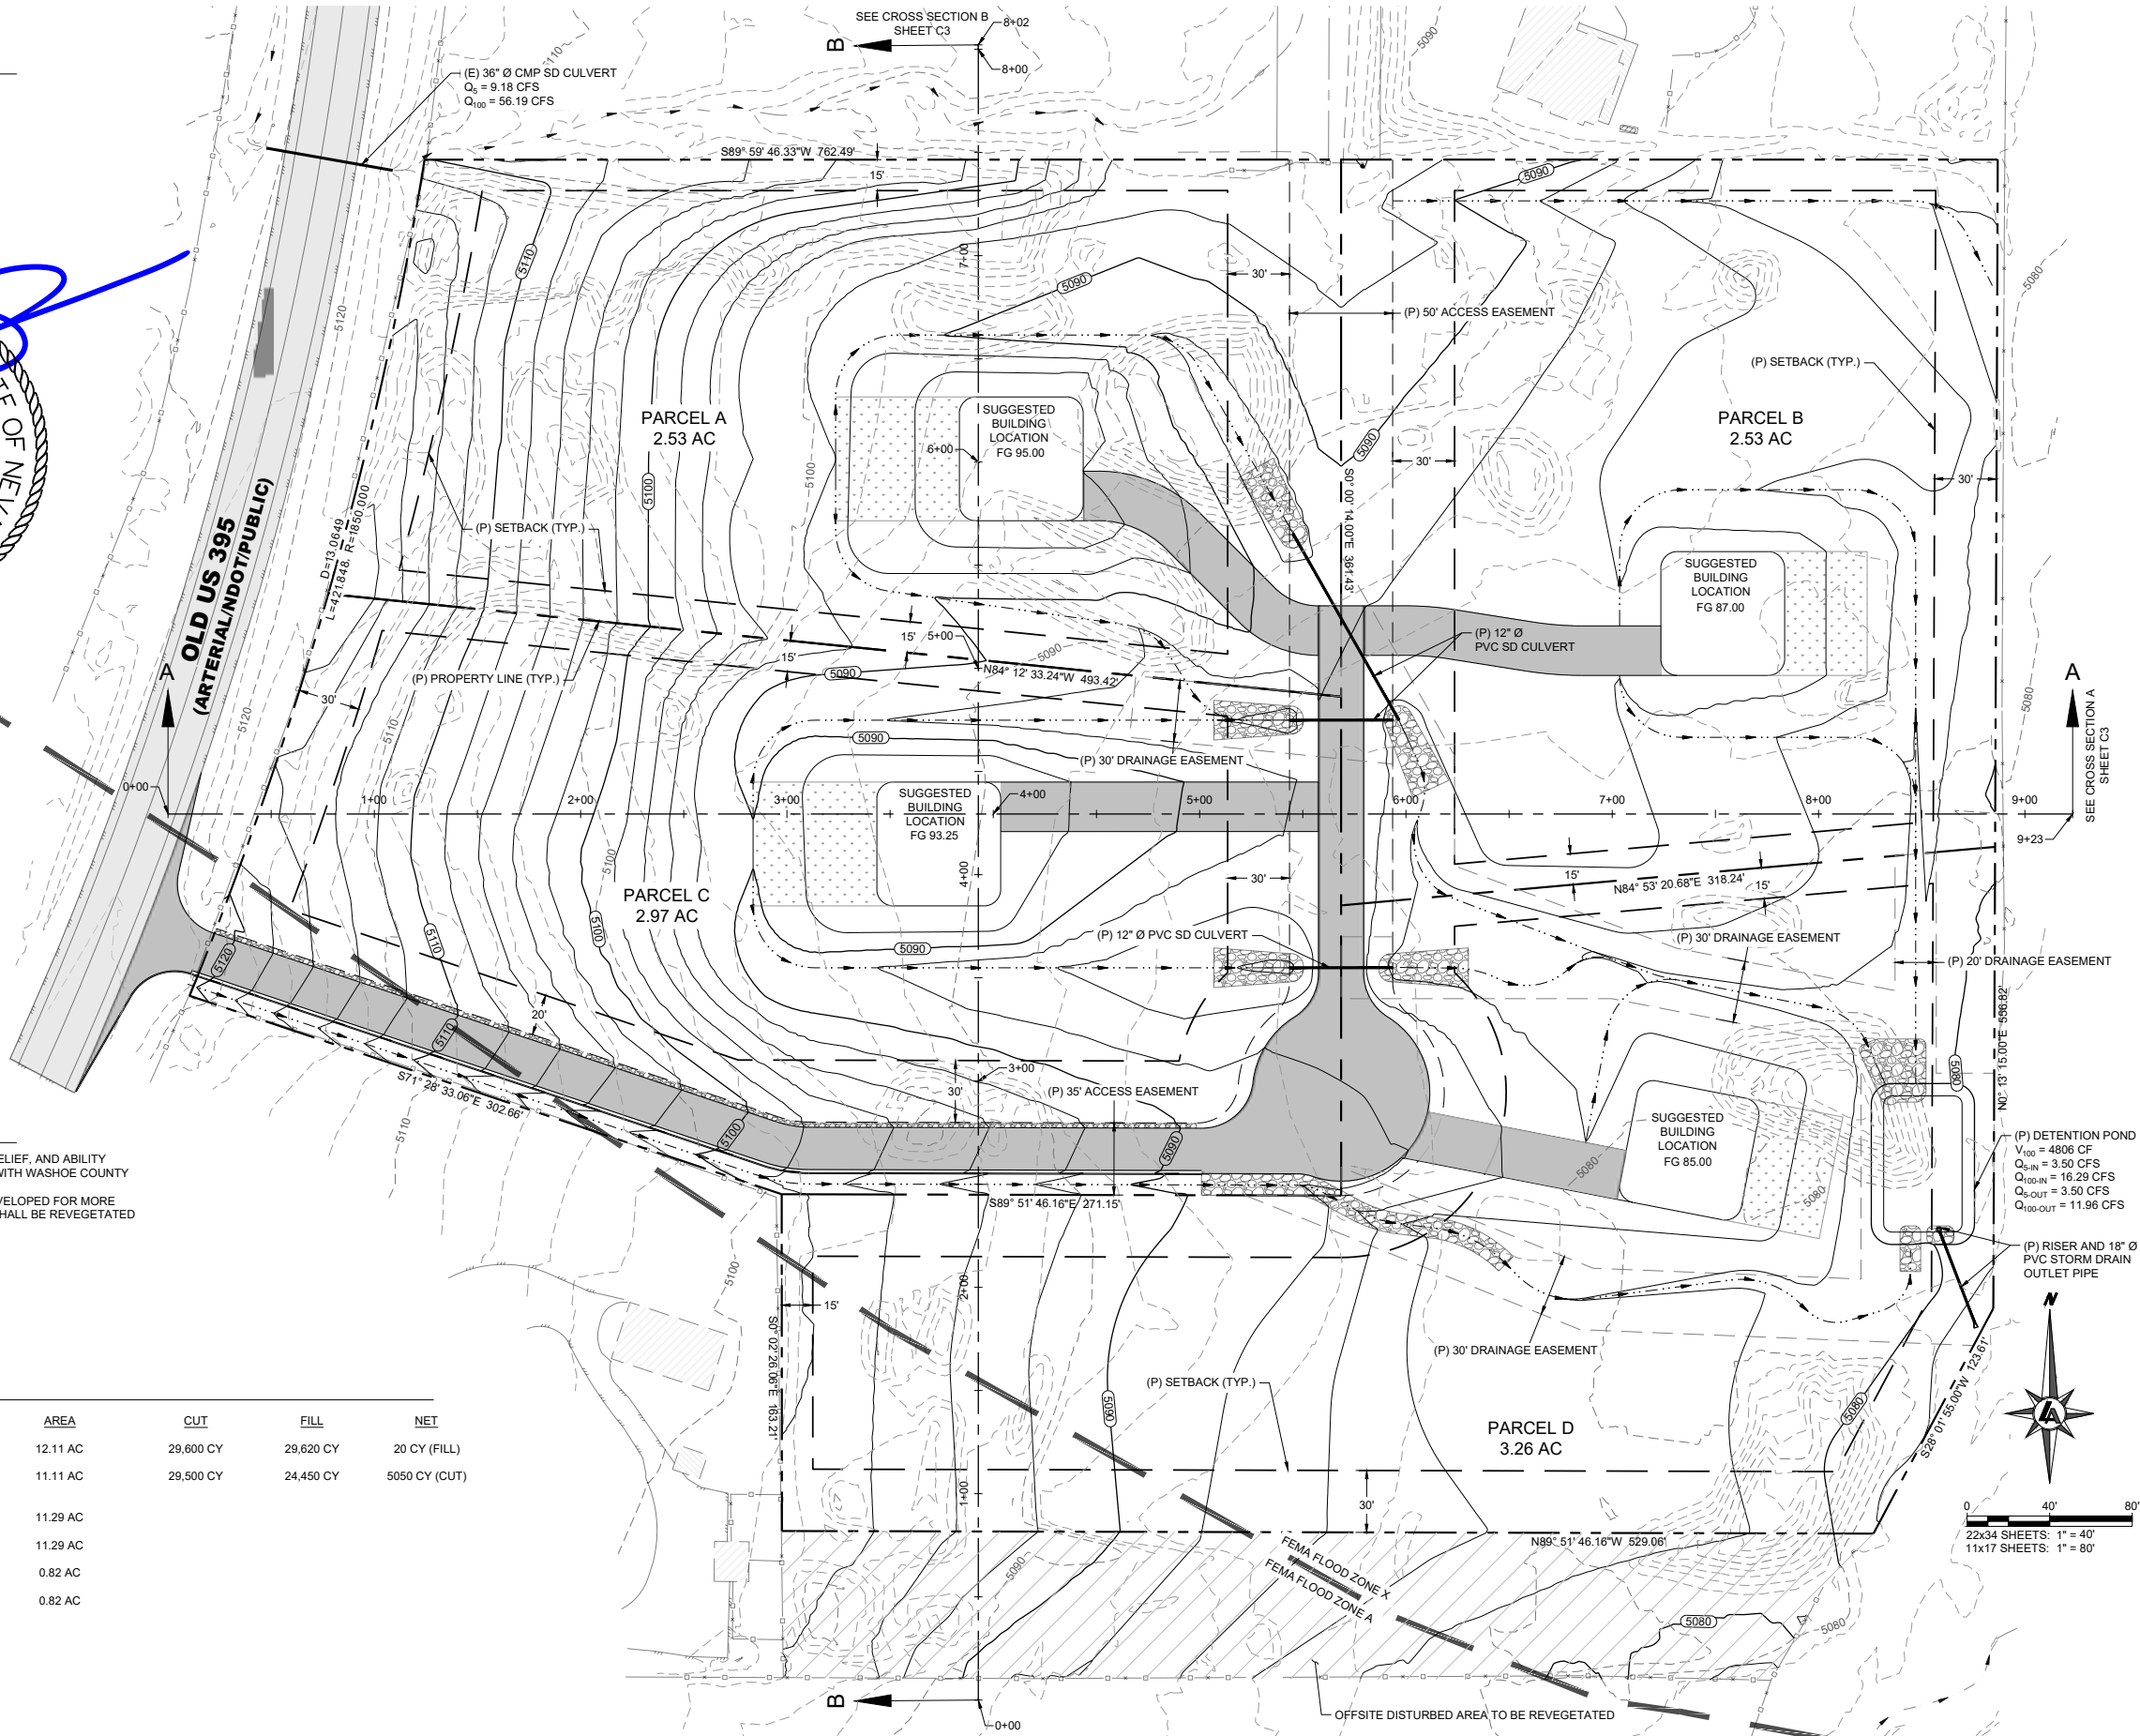 SEE CROSS SECTION B
SHEET C3
B
8+02
8+00
(E) 36" Ø CMP SD CULVERT
Q5 = 9.18 CFS
Q100 = 56.19 CFS
5110
5090
S89° 59' 46.33"W 762.49'
15'
5090
5110
7+00
5090
30'
(P) 50' ACCESS EASEMENT
5080
5120
(P) SETBACK (TYP.)
PARCEL A
2.53 AC
SUGGESTED
BUILDING
LOCATION
FG 95.00
6+00
PARCEL B
2.53 AC
5090
30'
30'
5100
5100
S0° 00' 14.00"E 361.43'
(P) SETBACK (TYP.)
OLD US 395
(ARTERIAL/NDOT/PUBLIC)
D=13.0649
L=421.848, R=1850.000
SUGGESTED
BUILDING
LOCATION
FG 87.00
(P) 12" Ø
PVC SD CULVERT
15'
5+00
15'
5090
5090
N84° 12' 33.24"W 493.42'
(P) PROPERTY LINE (TYP.)
A
A
30'
5120
5110
5090
5080
SEE CROSS SECTION A
SHEET C3
(P) 30' DRAINAGE EASEMENT
0+00
1+00
2+00
3+00
SUGGESTED
BUILDING
LOCATION
FG 93.25
4+00
5+00
6+00
7+00
8+00
9+00
9+23
5100
PARCEL C
2.97 AC
4+00
30'
15'
N84° 53' 20.68"E 318.24'
15'
5100
5110
5090
(P) 12" Ø PVC SD CULVERT
(P) 30' DRAINAGE EASEMENT
(P) 20' DRAINAGE EASEMENT
5120
20'
5110
N0° 13' 15.00"E 556.82'
3+00
30'
(P) 35' ACCESS EASEMENT
5080
S71° 28' 33.06"E 302.66'
5110
5100
5090
SUGGESTED
BUILDING
LOCATION
FG 85.00
5080
5080
(P) DETENTION POND
V100 = 4806 CF
Q5-IN = 3.50 CFS
Q100-IN = 16.29 CFS
Q5-OUT = 3.50 CFS
Q100-OUT = 11.96 CFS
ELIEF, AND ABILITY
WITH WASHOE COUNTY
VELOPED FOR MORE
HALL BE REVEGETATED
S89° 51' 46.16"E 271.15'
(P) RISER AND 18" Ø
PVC STORM DRAIN
OUTLET PIPE
5100
15'
2+00
S0° 02' 26.06"E 163.21'
(P) 30' DRAINAGE EASEMENT
N
(P) SETBACK (TYP.)
5090
5080
S28° 01' 55.00"W 123.61'
PARCEL D
3.26 AC
AREA CUT FILL NET
12.11 AC 29,600 CY 29,620 CY 20 CY (FILL)
11.11 AC 29,500 CY 24,450 CY 5050 CY (CUT)
11.29 AC
11.29 AC
0.82 AC
0.82 AC
1+00
30'
0 40' 80'
22x34 SHEETS: 1" = 40'
11x17 SHEETS: 1" = 80'
N89° 51' 46.16"W 529.06'
FEMA FLOOD ZONE X
FEMA FLOOD ZONE A
5090
5080
5080
B
0+00
OFFSITE DISTURBED AREA TO BE REVEGETATED